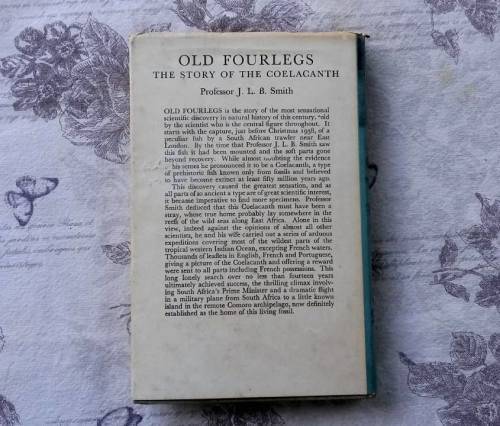 OLD FOURLEGS
THE STORY OF THE COELACANTH
Professor J. L. B. Smith
OLD FOURLEGS is the story of the most sensational
scientific discovery in natural history of this century, told
by the scientist who is the central figure throughout. It
starts with the capture, just before Christmas 1938, of a
peculiar fish by a South African trawler near East
London. By the time that Professor J. L. B. Smith saw
this fish it had been mounted and the soft parts gone
beyond recovery. While almost doubting the evidence
his senses he pronounced it to be a Coelacanth, a type
of prehistoric fish known only from fossils and believed
to have become extinct at least fifty million years ago.
This discovery caused the greatest sensation, and as
all parts of so ancient a type are of great scientific interest,
it became imperative to find more specimens. Professor
Smith deduced that this Coelacanth must have been a
stray, whose true home probably lay somewhere in the
reefs of the wild seas along East Africa. Alone in this
view, indeed against the opinions of almost all other
scientists, he and his wife carried out a series of arduous
expeditions covering most of the wildest parts of the
tropical western Indian Ocean, excepting French waters.
Thousands of leaflets in English, French and Portuguese,
giving a picture of the Coelacanth and offering a reward
were sent to all parts including French possessions. This
long lonely search over no less than fourteen years
ultimately achieved success, the thrilling climax involv-
ing South Africa's Prime Minister and a dramatic flight
in a military plane from South Africa to a little known
island in the remote Comoro archipelago, now definitely
established as the home of this living fossil.